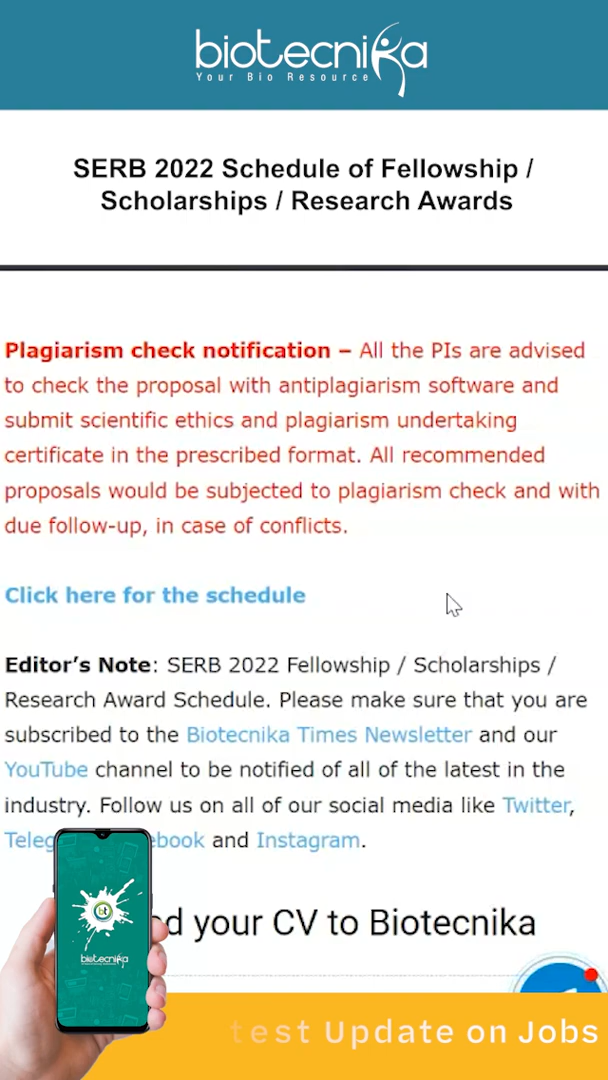 biotecnika
Your Bio Resource
SERB 2022 Schedule of Fellowship /
Scholarships / Research Awards
Plagiarism check notification – All the PIs are advised
to check the proposal with antiplagiarism software and
submit scientific ethics and plagiarism undertaking
certificate in the prescribed format. All recommended
proposals would be subjected to plagiarism check and with
due follow-up, in case of conflicts.
Click here for the schedule
Editor’s Note: SERB 2022 Fellowship / Scholarships /
Research Award Schedule. Please make sure that you are
subscribed to the Biotecnika Times Newsletter and our
YouTube channel to be notified of all of the latest in the
industry. Follow us on all of our social media like Twitter,
and Instagram.
your CV to Biotecnika
bt
biotecnika
Update on Jobs